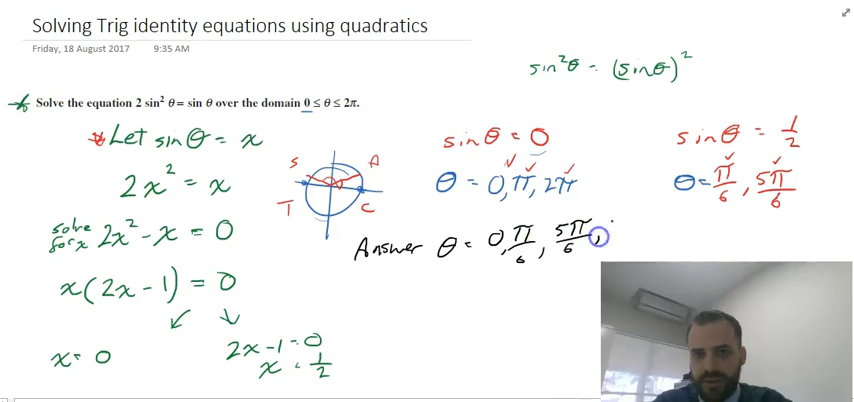 Solving Trig identity equations using quadratics
Friday, 18 August 2017 9:35 AM
sin²θ = (sinθ)²
Solve the equation 2 sin² θ = sin θ over the domain 0 ≤ θ ≤ 2π.
Let sinθ = x
2x² = x
solve for x 2x² - x = 0
x(2x - 1) = 0
x = 0
2x - 1 = 0
x = 1/2
S A
T C
sinθ = 0
θ = 0, π, 2π
sinθ = 1/2
θ = π/6, 5π/6
Answer θ = 0, π/6, 5π/6,